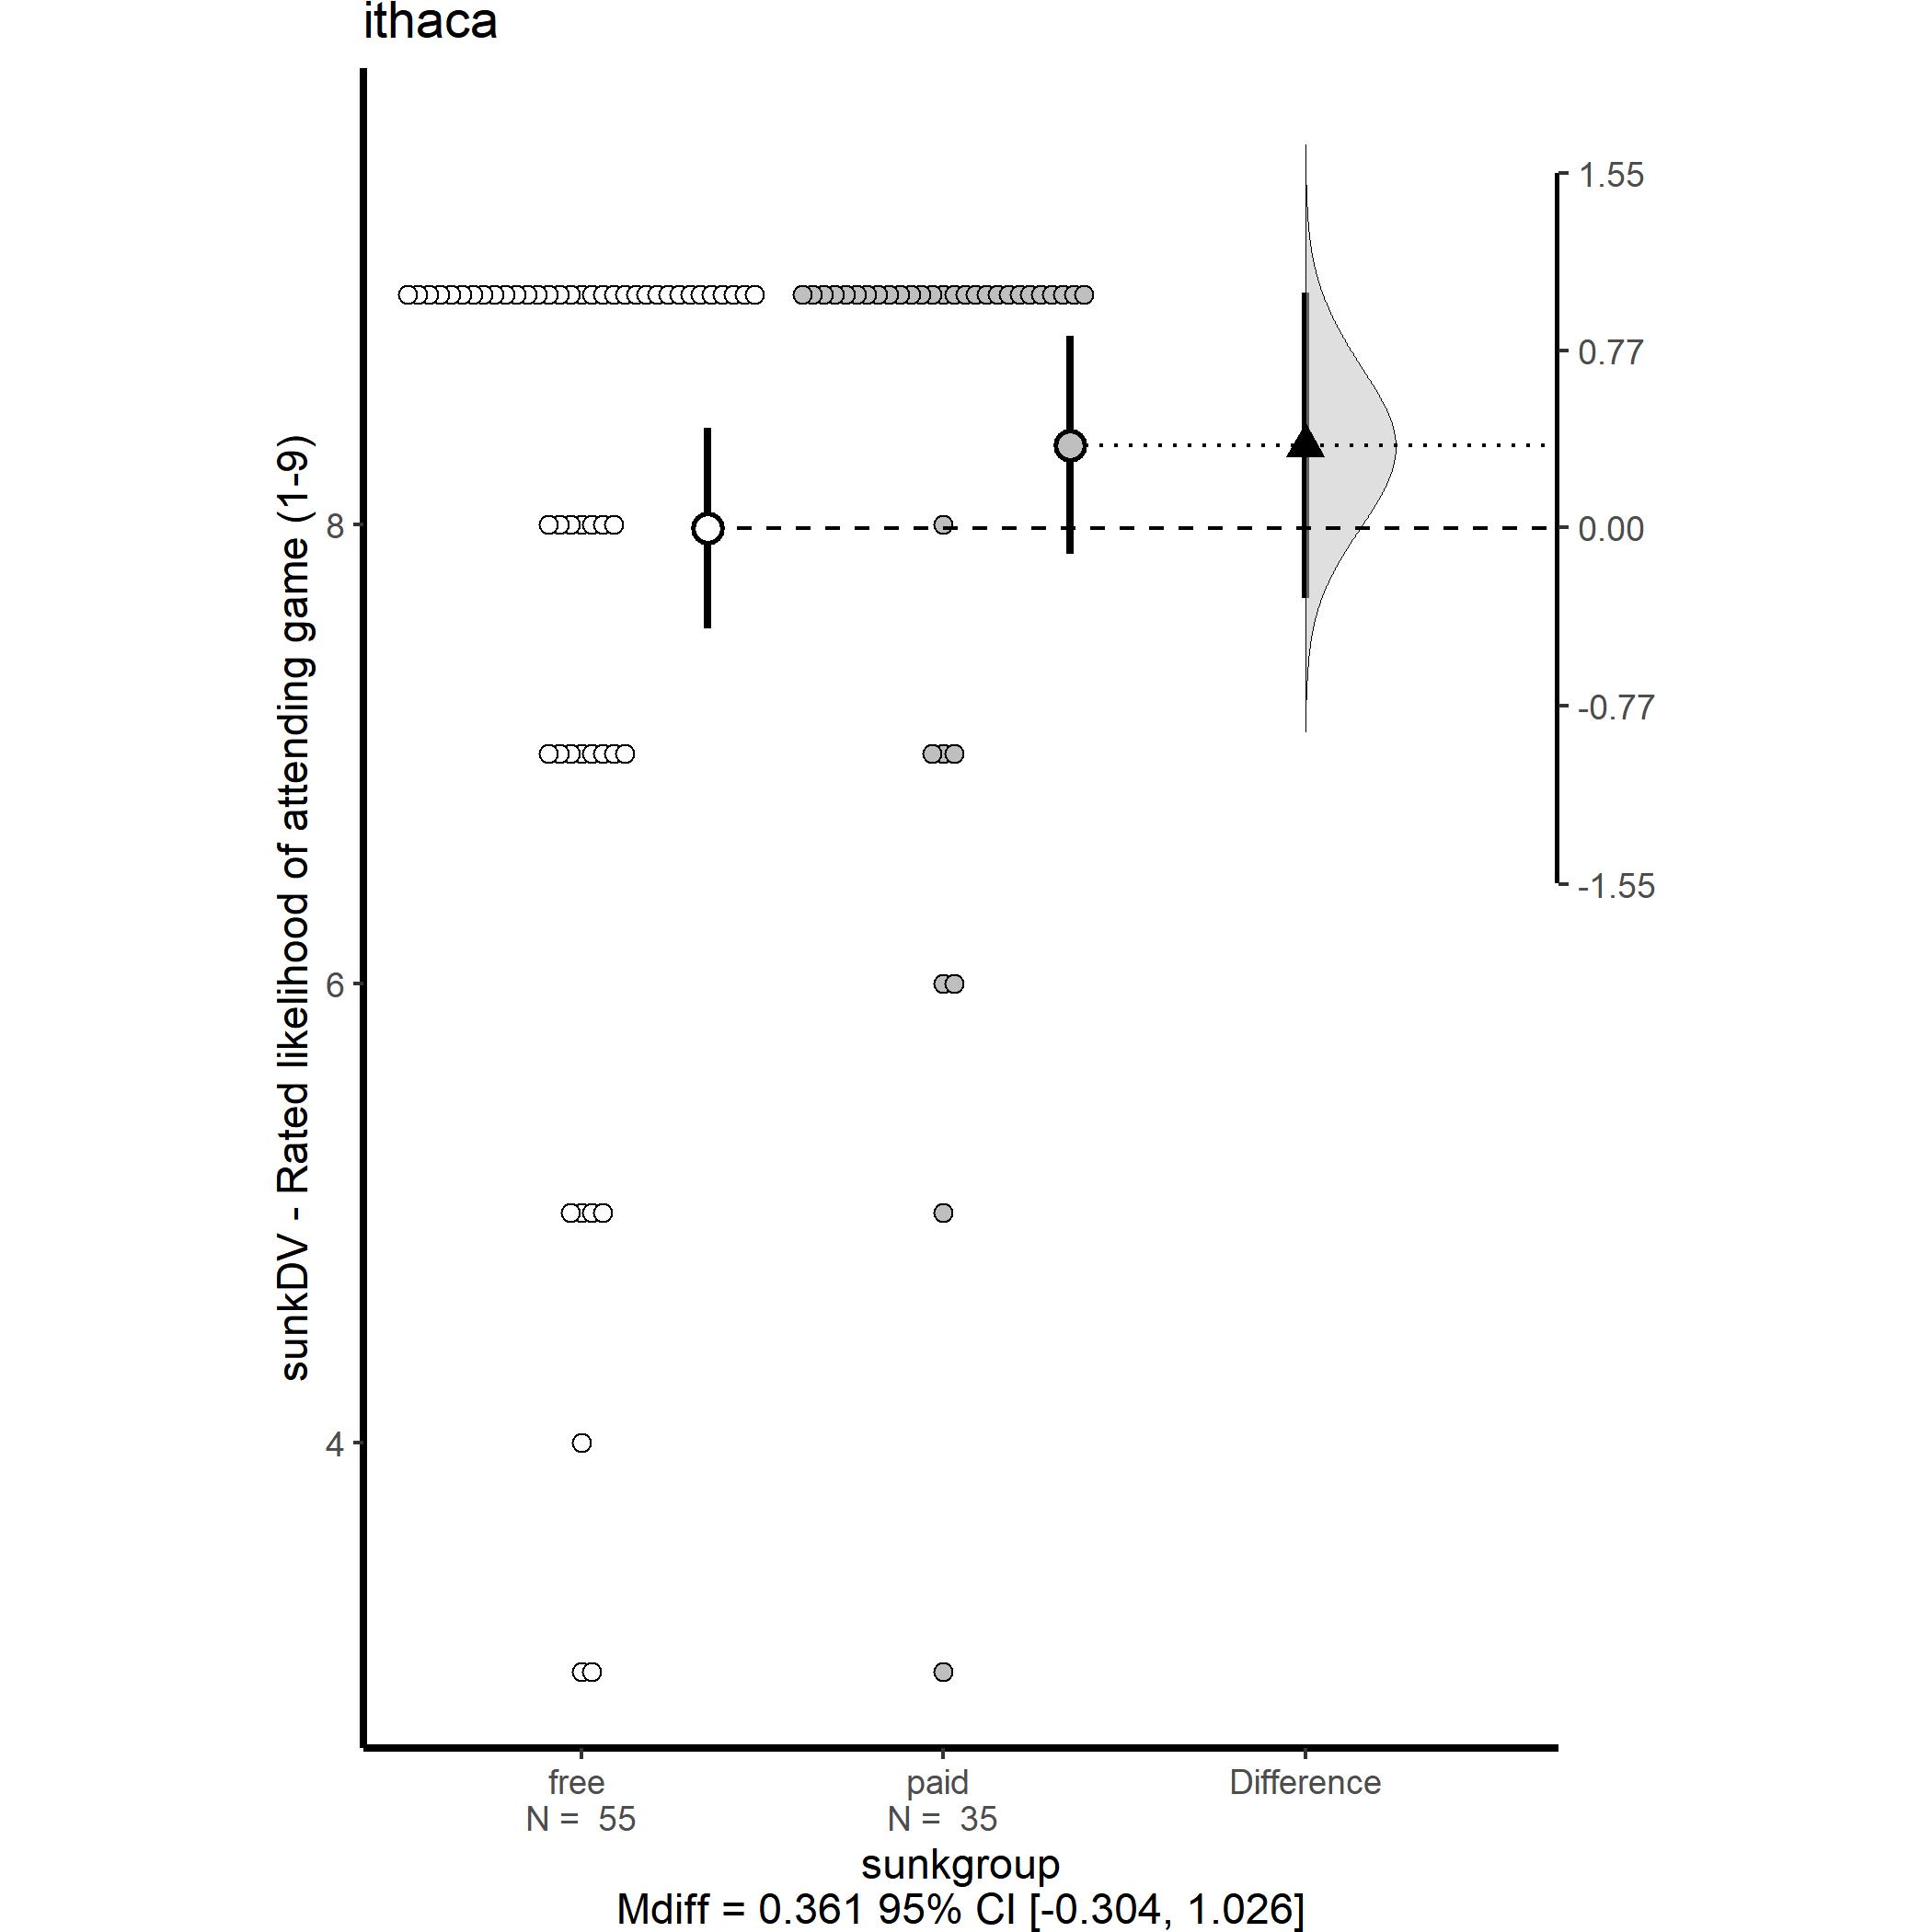 ithaca
sunkDV - Rated likelihood of attending game (1-9)
8
6
4
1.55
0.77
0.00
-0.77
-1.55
free
N =  55
paid
N =  35
Difference
sunkgroup
Mdiff = 0.361 95% CI [-0.304, 1.026]